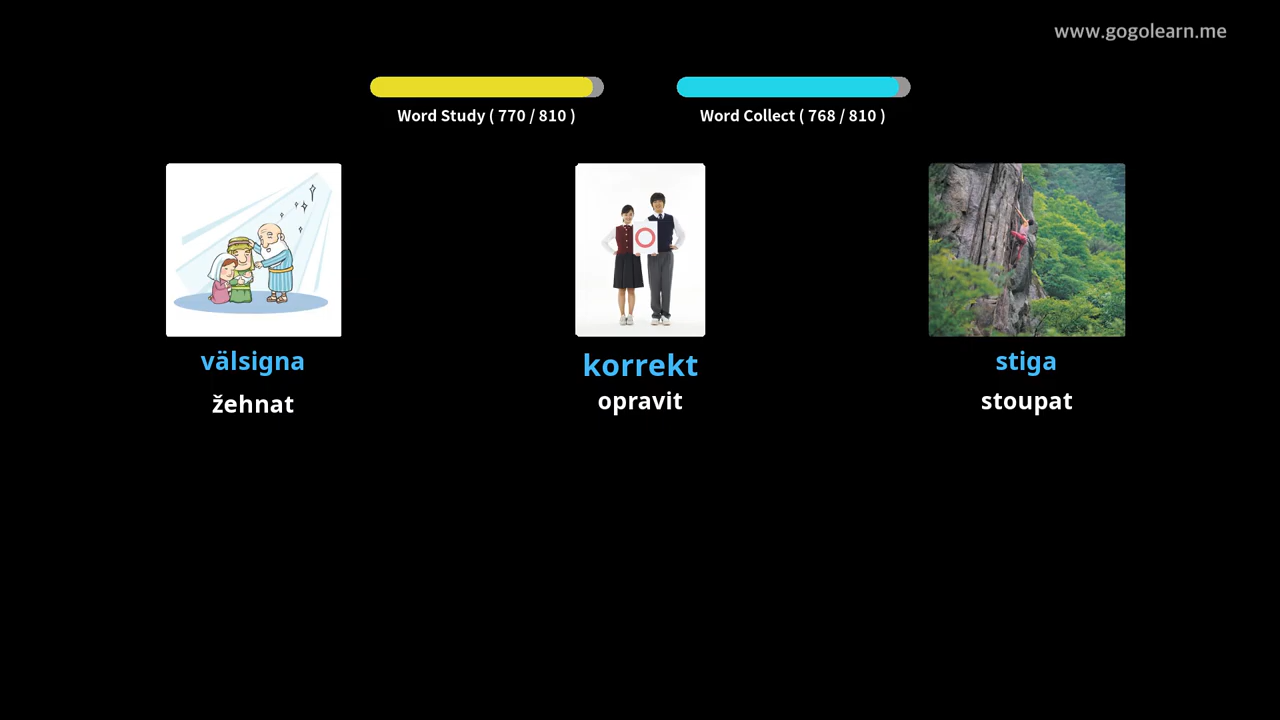 www.gogolearn.me
Word Study ( 770 / 810 )
Word Collect ( 768 / 810 )
välsigna
žehnat
korrekt
opravit
stiga
stoupat